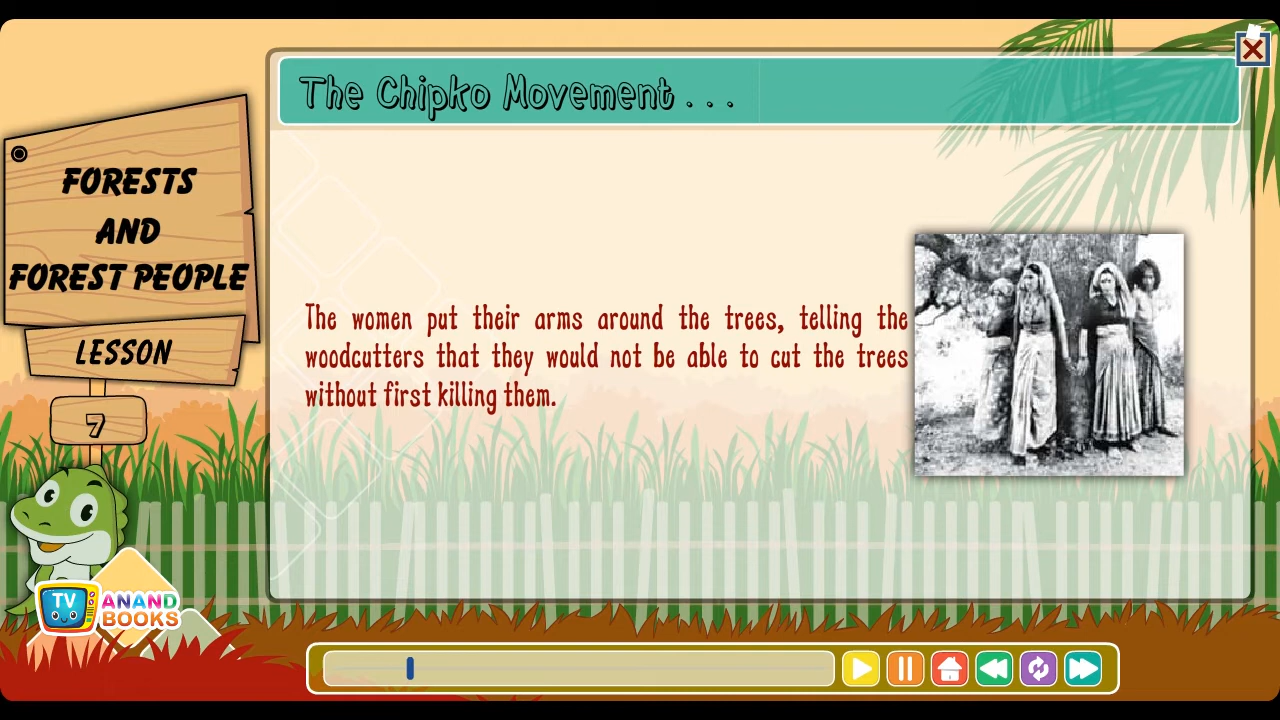 The Chipko Movement . . .
FORESTS
AND
FOREST PEOPLE
LESSON
7
The women put their arms around the trees, telling the
woodcutters that they would not be able to cut the trees
without first killing them.
TV
ANAND
BOOKS